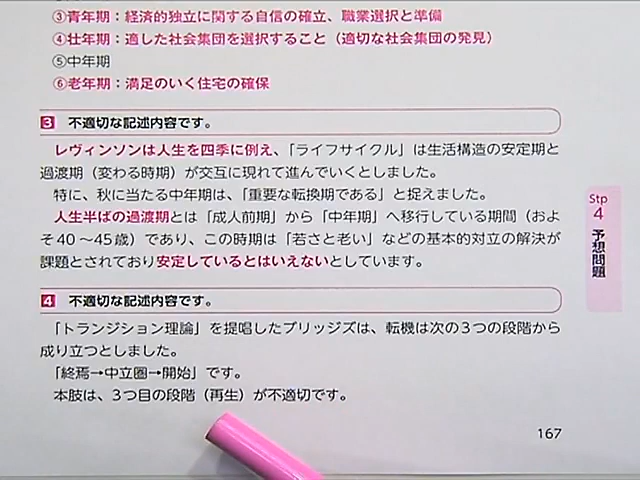 ③青年期：経済的独立に関する自信の確立、職業選択と準備
④壮年期：適した社会集団を選択すること（適切な社会集団の発見）
⑤中年期
⑥老年期：満足のいく住宅の確保
3 不適切な記述内容です。
レヴィンソンは人生を四季に例え、「ライフサイクル」は生活構造の安定期と
過渡期（変わる時期）が交互に現れて進んでいくとしました。
特に、秋に当たる中年期は、「重要な転換期である」と捉えました。
人生半ばの過渡期とは「成人前期」から「中年期」へ移行している期間（およ
そ40～45歳）であり、この時期は「若さと老い」などの基本的対立の解決が
課題とされており安定しているとはいえないとしています。
4 不適切な記述内容です。
「トランジション理論」を提唱したブリッジズは、転機は次の3つの段階から
成り立つとしました。
「終焉→中立圏→開始」です。
本肢は、3つ目の段階（再生）が不適切です。
Stp
4
予想問題
167